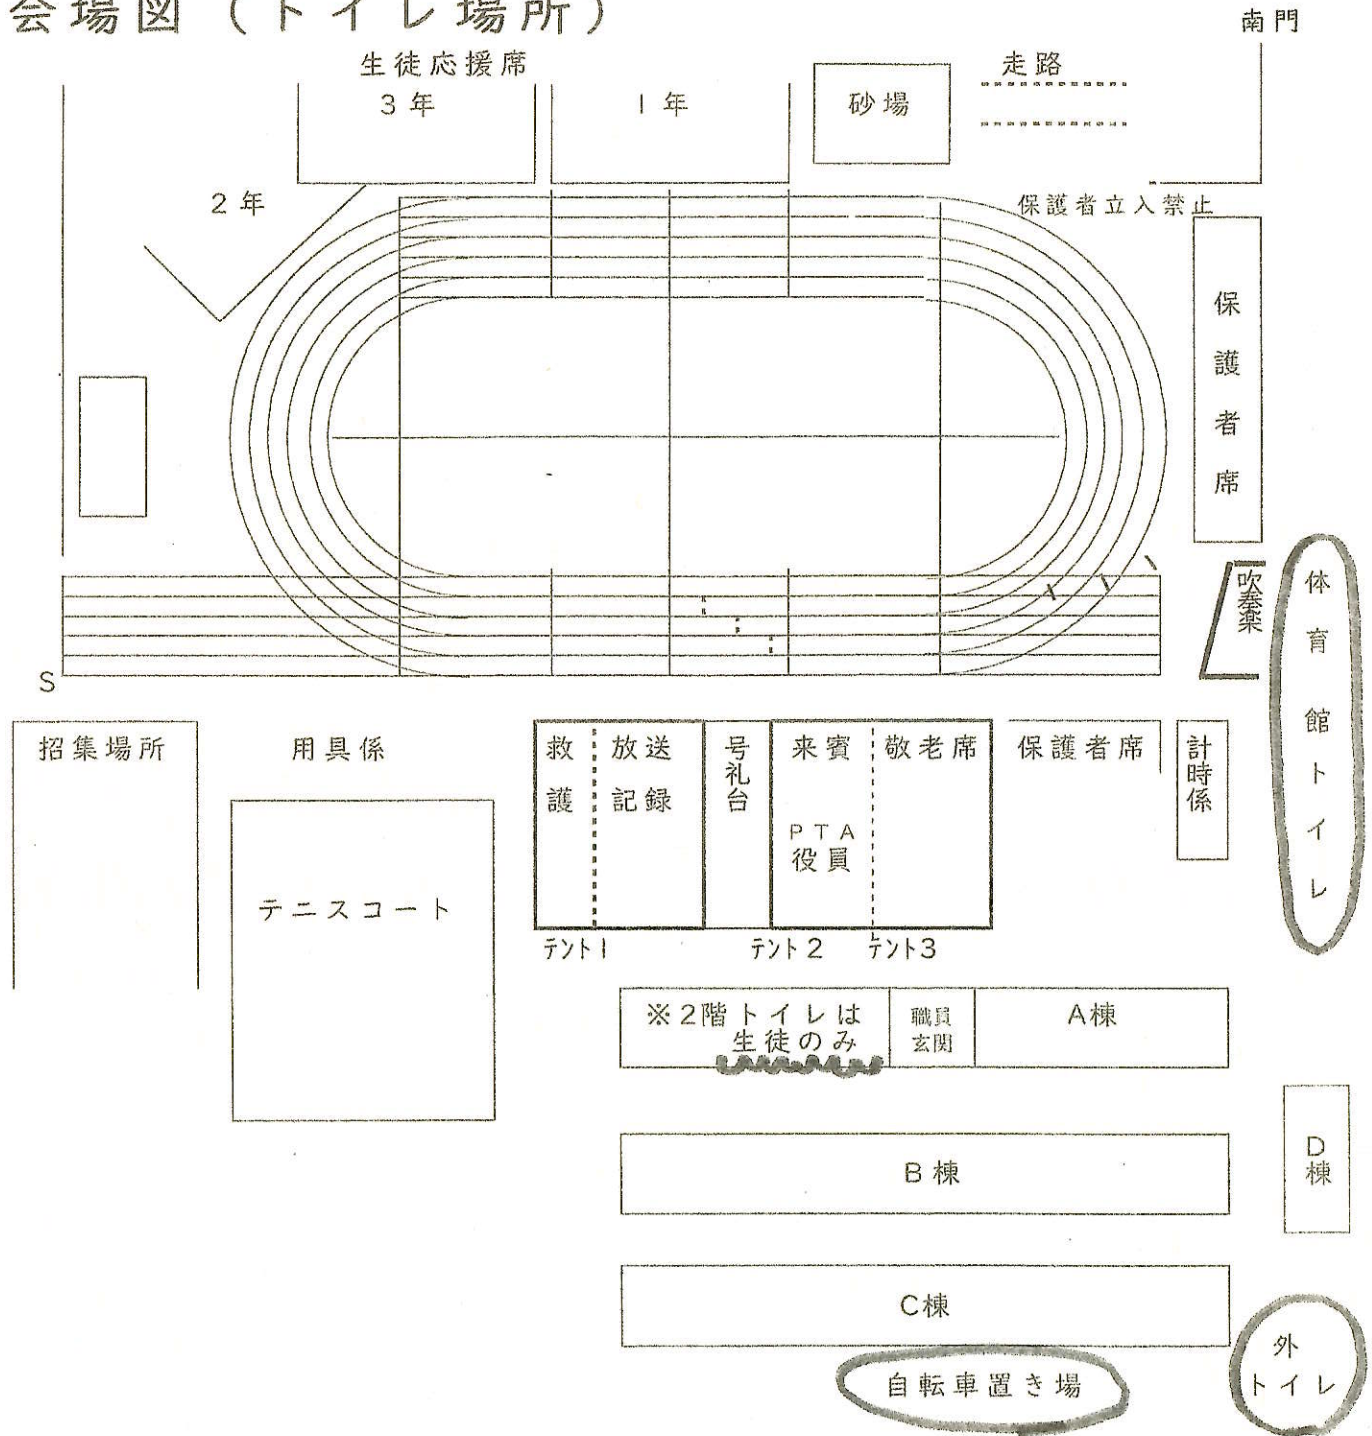 会場図（トイレ場所）
南門
生徒応援席
走路
3年
1年
砂場
2年
保護者立入禁止
保護者席
吹奏楽
体育館トイレ
S
招集場所
用具係
救護
放送
記録
号礼台
来賓
PTA
役員
敬老席
保護者席
計時係
テニスコート
テント1
テント2
テント3
※2階トイレは
生徒のみ
職員
玄関
A棟
B棟
D棟
C棟
自転車置き場
外
トイレ